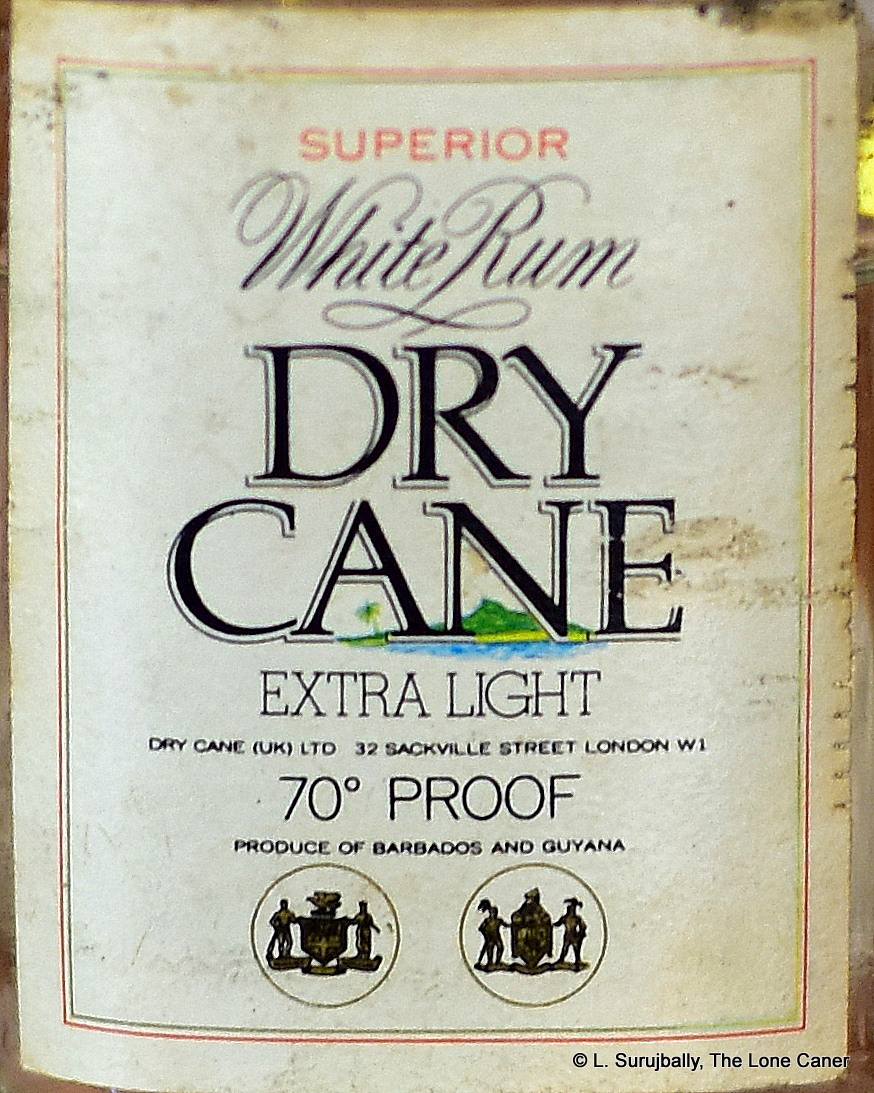 SUPERIOR
White Rum
DRY
CANE
EXTRA LIGHT
DRY CANE (UK) LTD 32 SACKVILLE STREET LONDON W1
70° PROOF
PRODUCE OF BARBADOS AND GUYANA
© L. Surujbally, The Lone Caner